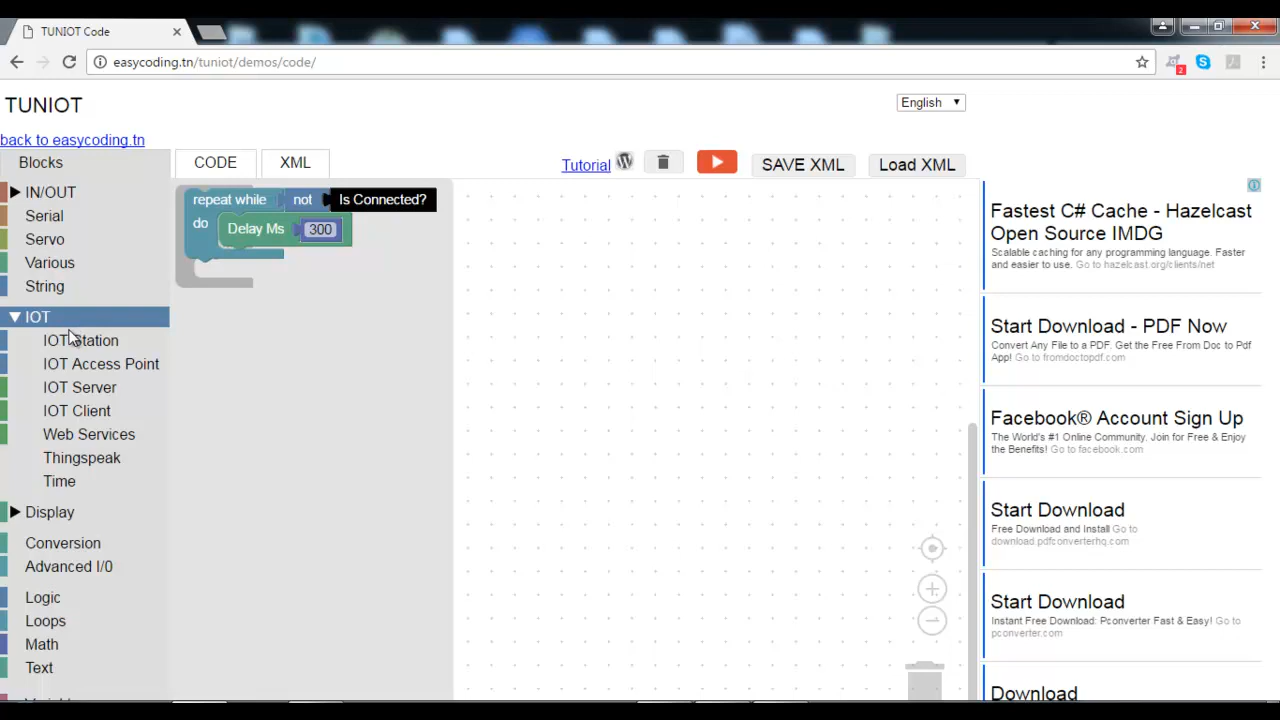 TUNIOT Code
easycoding.tn/tuniot/demos/code/
2
TUNIOT
English
back to easycoding.tn
Blocks
CODE
XML
Tutorial
SAVE XML
Load XML
IN/OUT
Serial
Servo
Various
String
IOT
IOT Station
IOT Access Point
IOT Server
IOT Client
Web Services
Thingspeak
Time
Display
Conversion
Advanced I/0
Logic
Loops
Math
Text
repeat while not Is Connected?
do Delay Ms 300
Fastest C# Cache - Hazelcast
Open Source IMDG
Scalable caching for any programming language. Faster
and easier to use. Go to hazelcast.org/clients/net
Start Download - PDF Now
Convert Any File to a PDF. Get the Free From Doc to Pdf
App! Go to fromdoctopdf.com
Facebook® Account Sign Up
The World's #1 Online Community, Join for Free & Enjoy
the Benefits! Go to facebook.com
Start Download
Free Download and Install Go to
download.pdfconverterhq.com
Start Download
Instant Free Download: Pconverter Fast & Easy! Go to
pconverter.com
Download